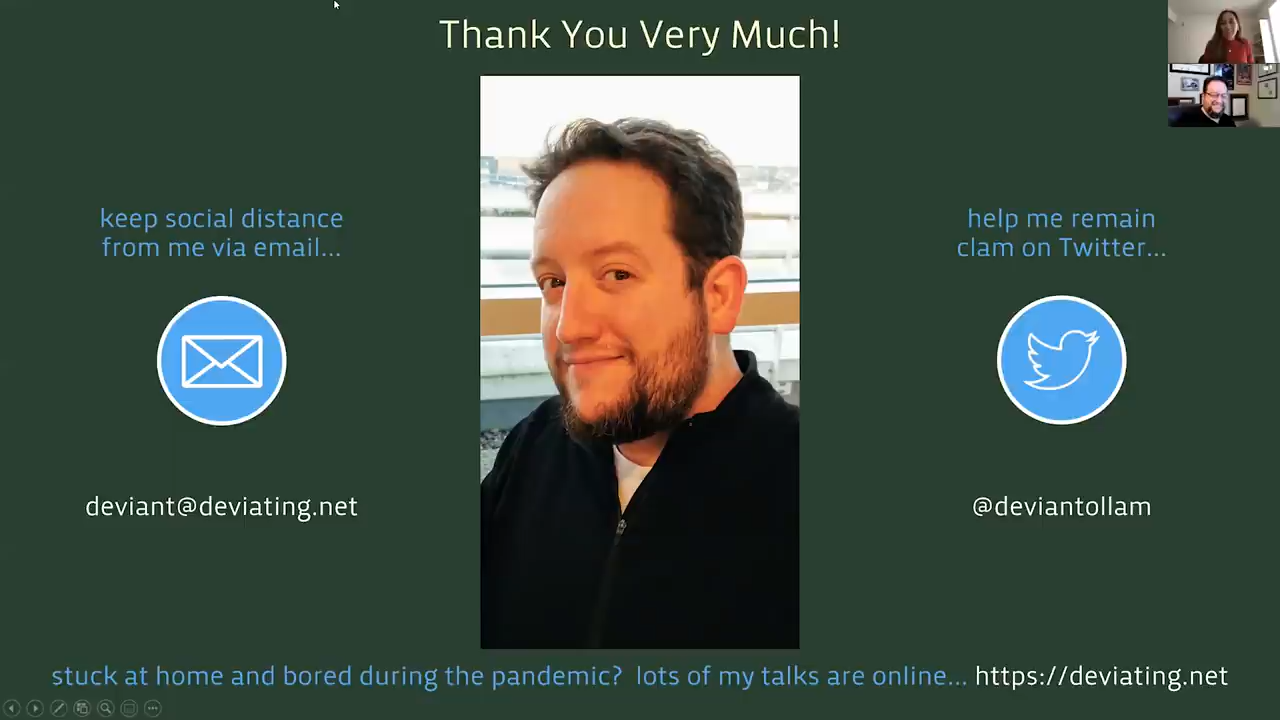 Thank You Very Much!
keep social distance
from me via email...
deviant@deviating.net
help me remain
clam on Twitter...
@deviantollam
stuck at home and bored during the pandemic? lots of my talks are online... https://deviating.net